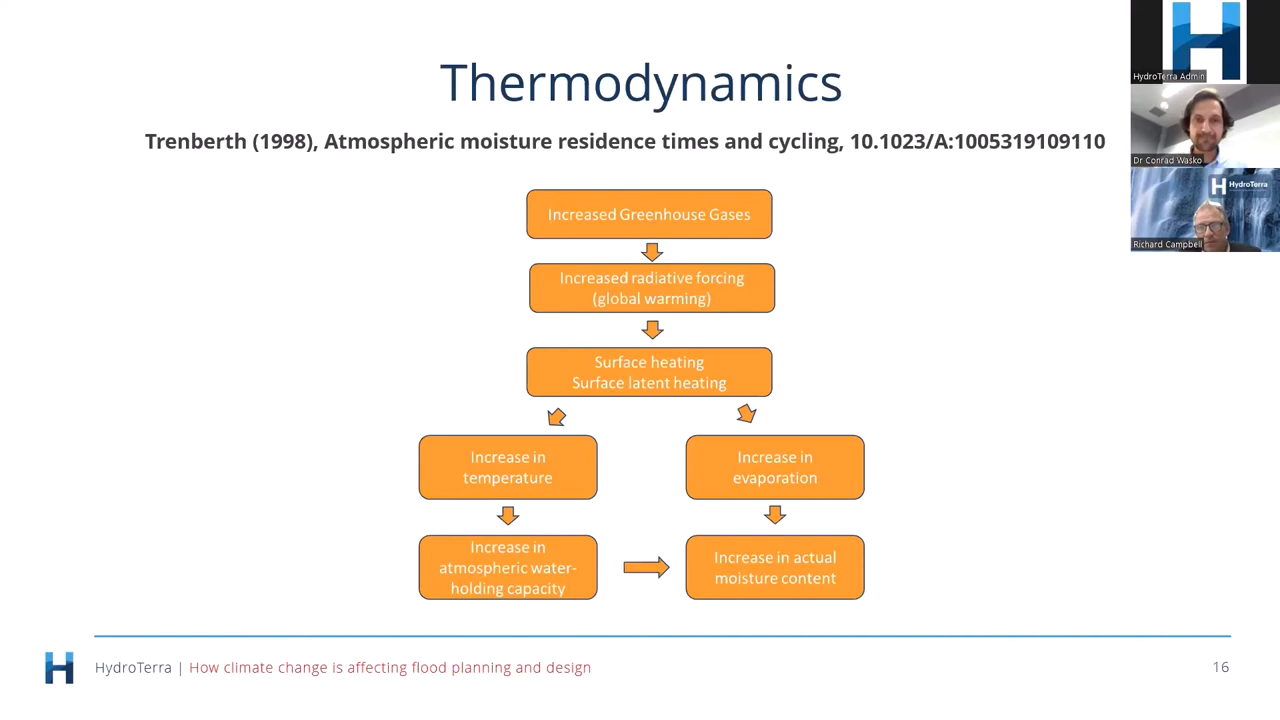 Thermodynamics
Trenberth (1998), Atmospheric moisture residence times and cycling, 10.1023/A:1005319109110
Increased Greenhouse Gases
Increased radiative forcing
(global warming)
Surface heating
Surface latent heating
Increase in
temperature
Increase in
evaporation
Increase in
atmospheric water-
holding capacity
Increase in actual
moisture content
HydroTerra | How climate change is affecting flood planning and design
16
HydroTerra Admin
Dr Conrad Wasko
HydroTerra
Richard Campbell